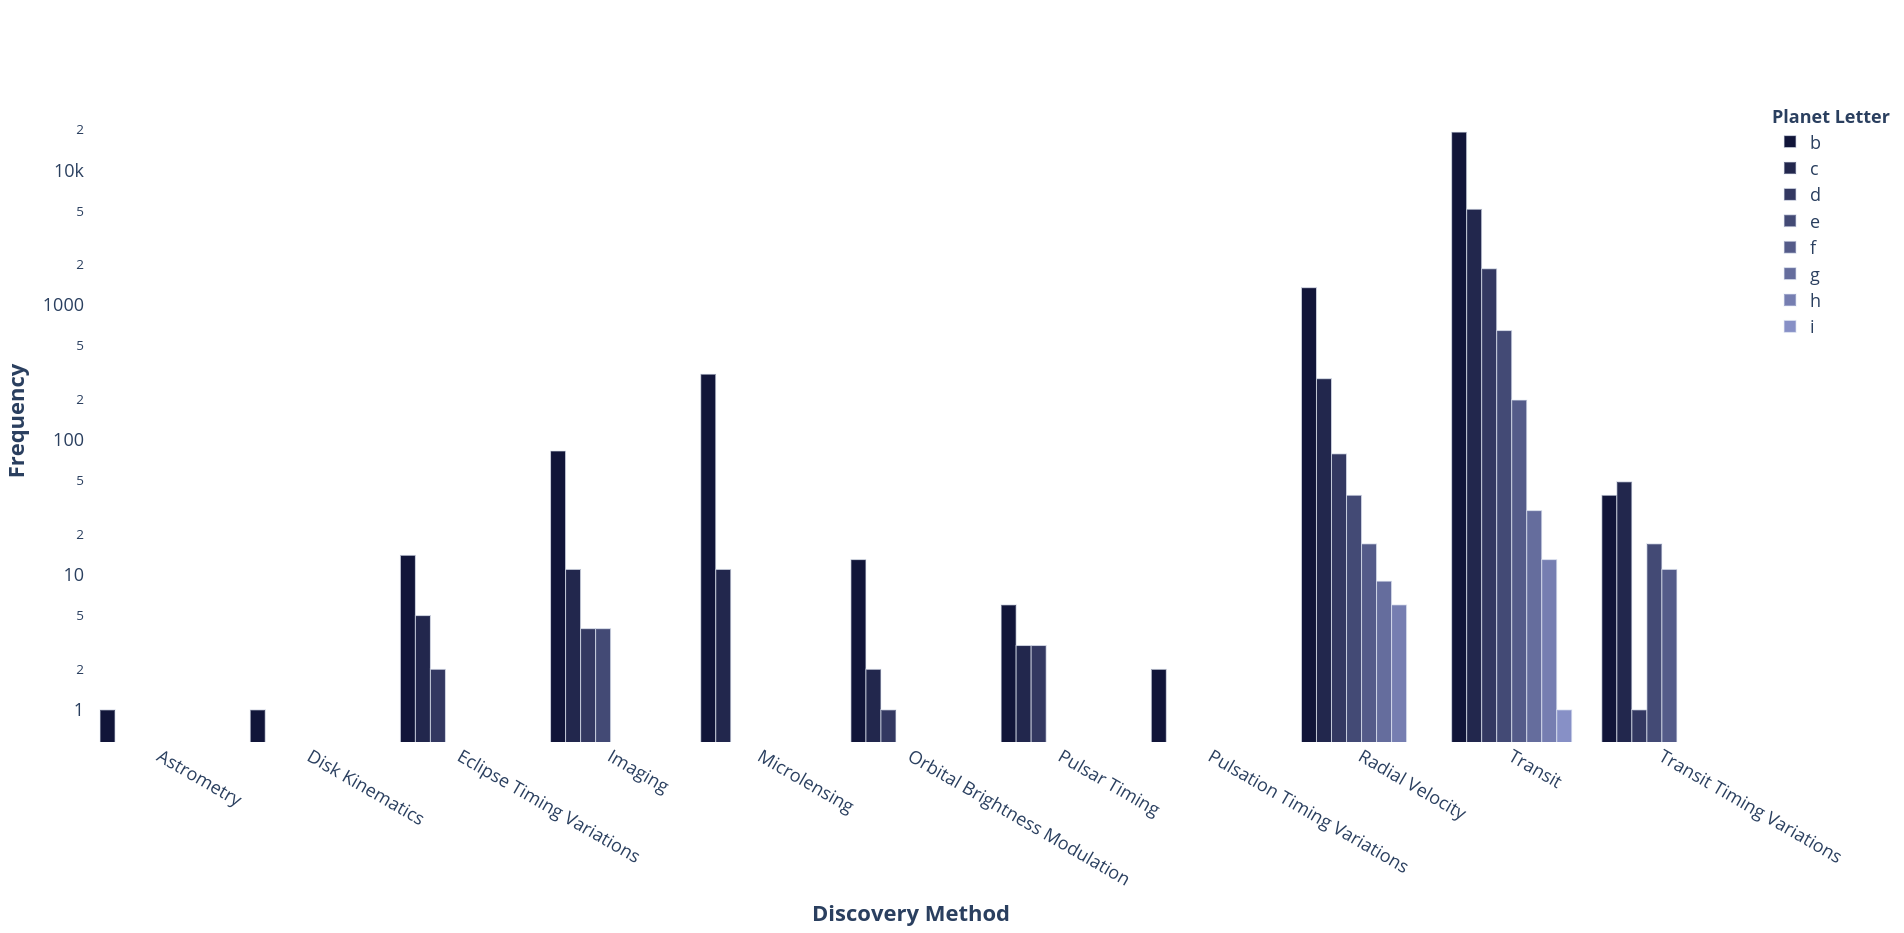 Planet Letter
b
c
d
e
f
g
h
i
2
10k
5
2
1000
5
2
100
5
2
10
5
2
1
Frequency
Astrometry
Disk Kinematics
Eclipse Timing Variations
Imaging
Microlensing
Orbital Brightness Modulation
Pulsar Timing
Pulsation Timing Variations
Radial Velocity
Transit
Transit Timing Variations
Discovery Method